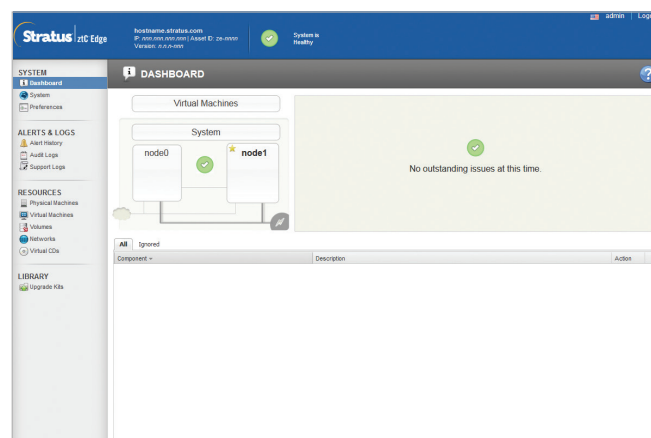 admin | Log
Stratus ztC Edge
hostname.stratus.com
IP: nnn.nnn.nnn.nnn | Asset ID: ze-nnnn
Version: n.n.n-nnn
System is
Healthy
SYSTEM
Dashboard
System
Preferences
ALERTS & LOGS
Alert History
Audit Logs
Support Logs
RESOURCES
Physical Machines
Virtual Machines
Volumes
Networks
Virtual CDs
LIBRARY
Upgrade Kits
DASHBOARD
?
Virtual Machines
System
node0
node1
No outstanding issues at this time.
All Ignored
Component Description Action